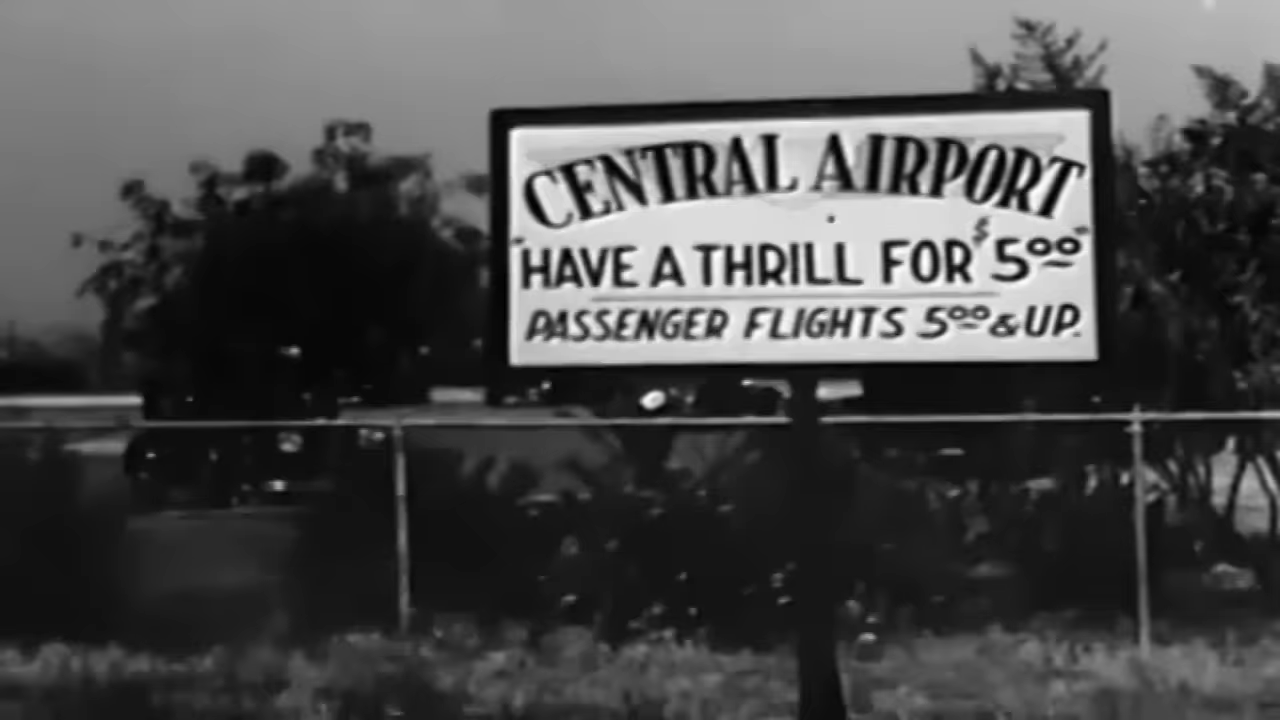 CENTRAL AIRPORT
"HAVE A THRILL FOR $5.00"
PASSENGER FLIGHTS 5.00 & UP.